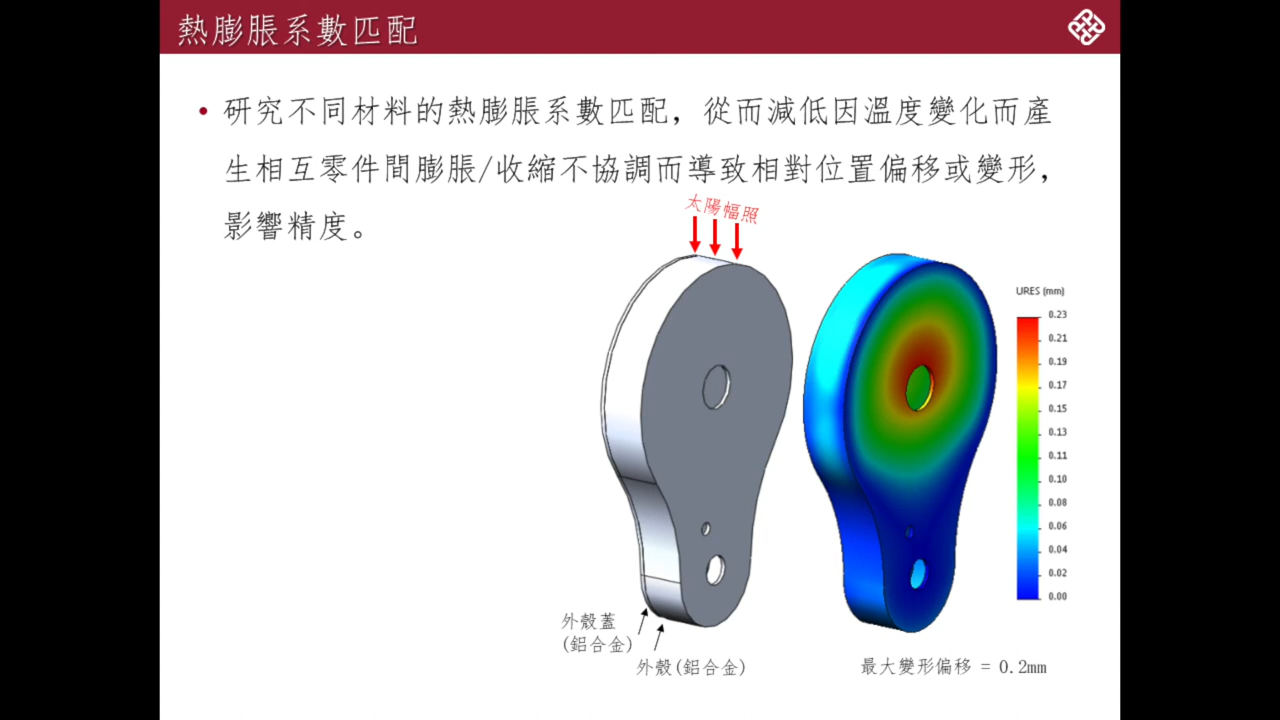 熱膨脹系數匹配
• 研究不同材料的熱膨脹系數匹配，從而減低因溫度變化而產
生相互零件間膨脹/收縮不協調而導致相對位置偏移或變形，
影響精度。
太陽幅照
URES (mm)
0.23
0.21
0.19
0.17
0.15
0.13
0.11
0.10
0.08
0.06
0.04
0.02
0.00
外殼蓋
(鋁合金)
外殼(鋁合金)
最大變形偏移 = 0.2mm